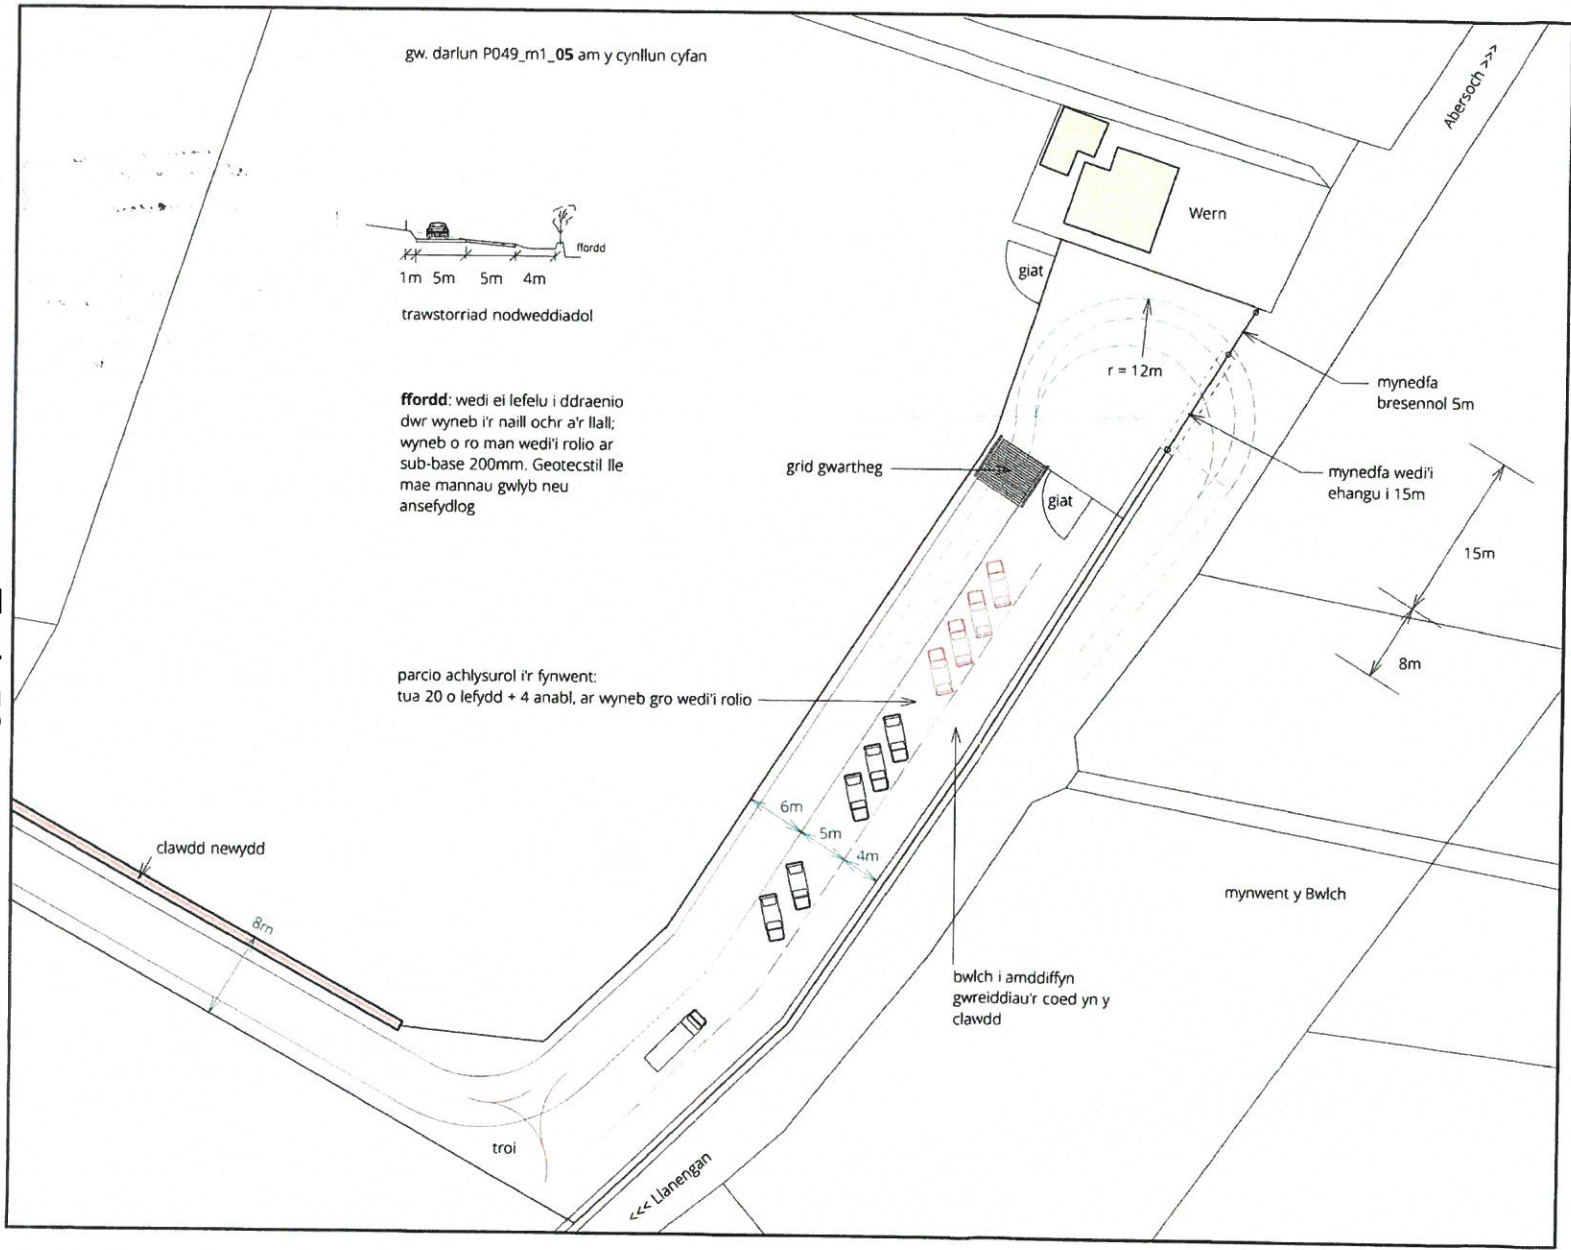 gw. darlun P049_m1_05 am y cynllun cyfan
Abersoch >>>
Wern
giat
ffordd
1m 5m 5m 4m
trawstorriad nodweddiadol
r = 12m
mynedfa
bresennol 5m
ffordd: wedi ei lefelu i ddraenio
dwr wyneb i'r naill ochr a'r llall;
wyneb o ro man wedi'i rolio ar
sub-base 200mm. Geotecstil lle
mae mannau gwlyb neu
ansefydlog
grid gwartheg
giat
mynedfa wedi'i
ehangu i 15m
15m
8m
parcio achlysurol i'r fynwent:
tua 20 o lefydd + 4 anabl, ar wyneb gro wedi'i rolio
6m
5m
4m
clawdd newydd
8m
mynwent y Bwlch
bwlch i amddiffyn
gwreiddiau'r coed yn y
clawdd
troi
<<< Llanengan